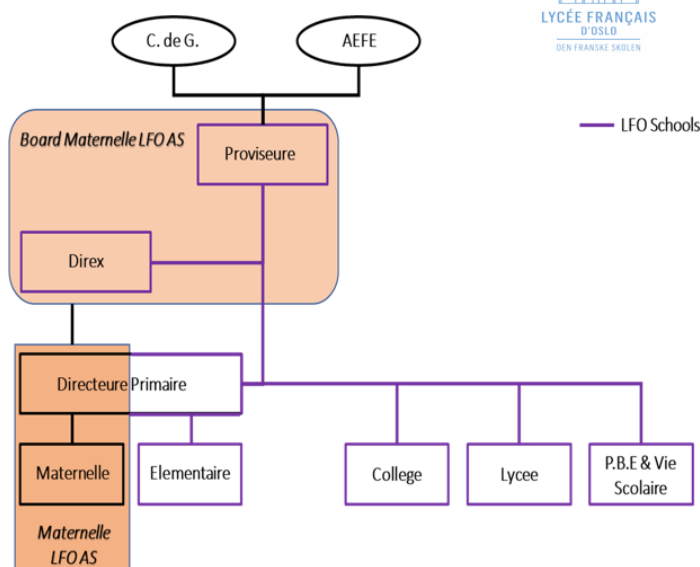 C. de G.
AEFE
LYCÉE FRANÇAIS
D'OSLO
DEN FRANSKE SKOLEN
Board Maternelle LFO AS
Proviseure
LFO Schools
Direx
Directeure Primaire
Maternelle
Elementaire
College
Lycee
P.B.E & Vie
Scolaire
Maternelle
LFO AS